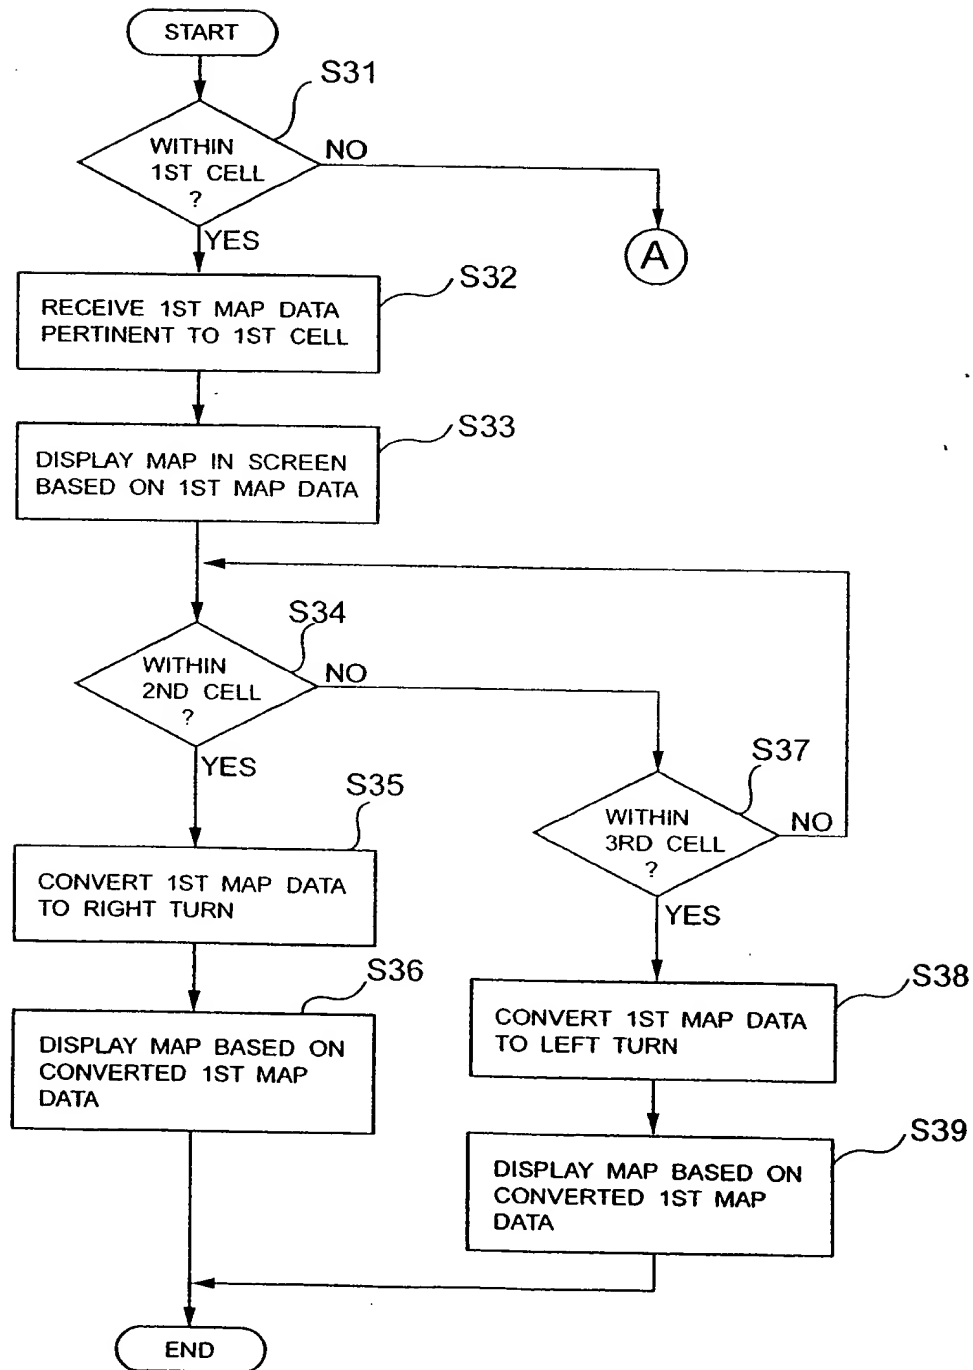 START
S31
WITHIN
1ST CELL
?
NO
YES
A
S32
RECEIVE 1ST MAP DATA
PERTINENT TO 1ST CELL
S33
DISPLAY MAP IN SCREEN
BASED ON 1ST MAP DATA
S34
WITHIN
2ND CELL
?
NO
YES
S37
WITHIN
3RD CELL
?
NO
YES
S35
CONVERT 1ST MAP DATA
TO RIGHT TURN
S36
DISPLAY MAP BASED ON
CONVERTED 1ST MAP
DATA
S38
CONVERT 1ST MAP DATA
TO LEFT TURN
S39
DISPLAY MAP BASED ON
CONVERTED 1ST MAP
DATA
END